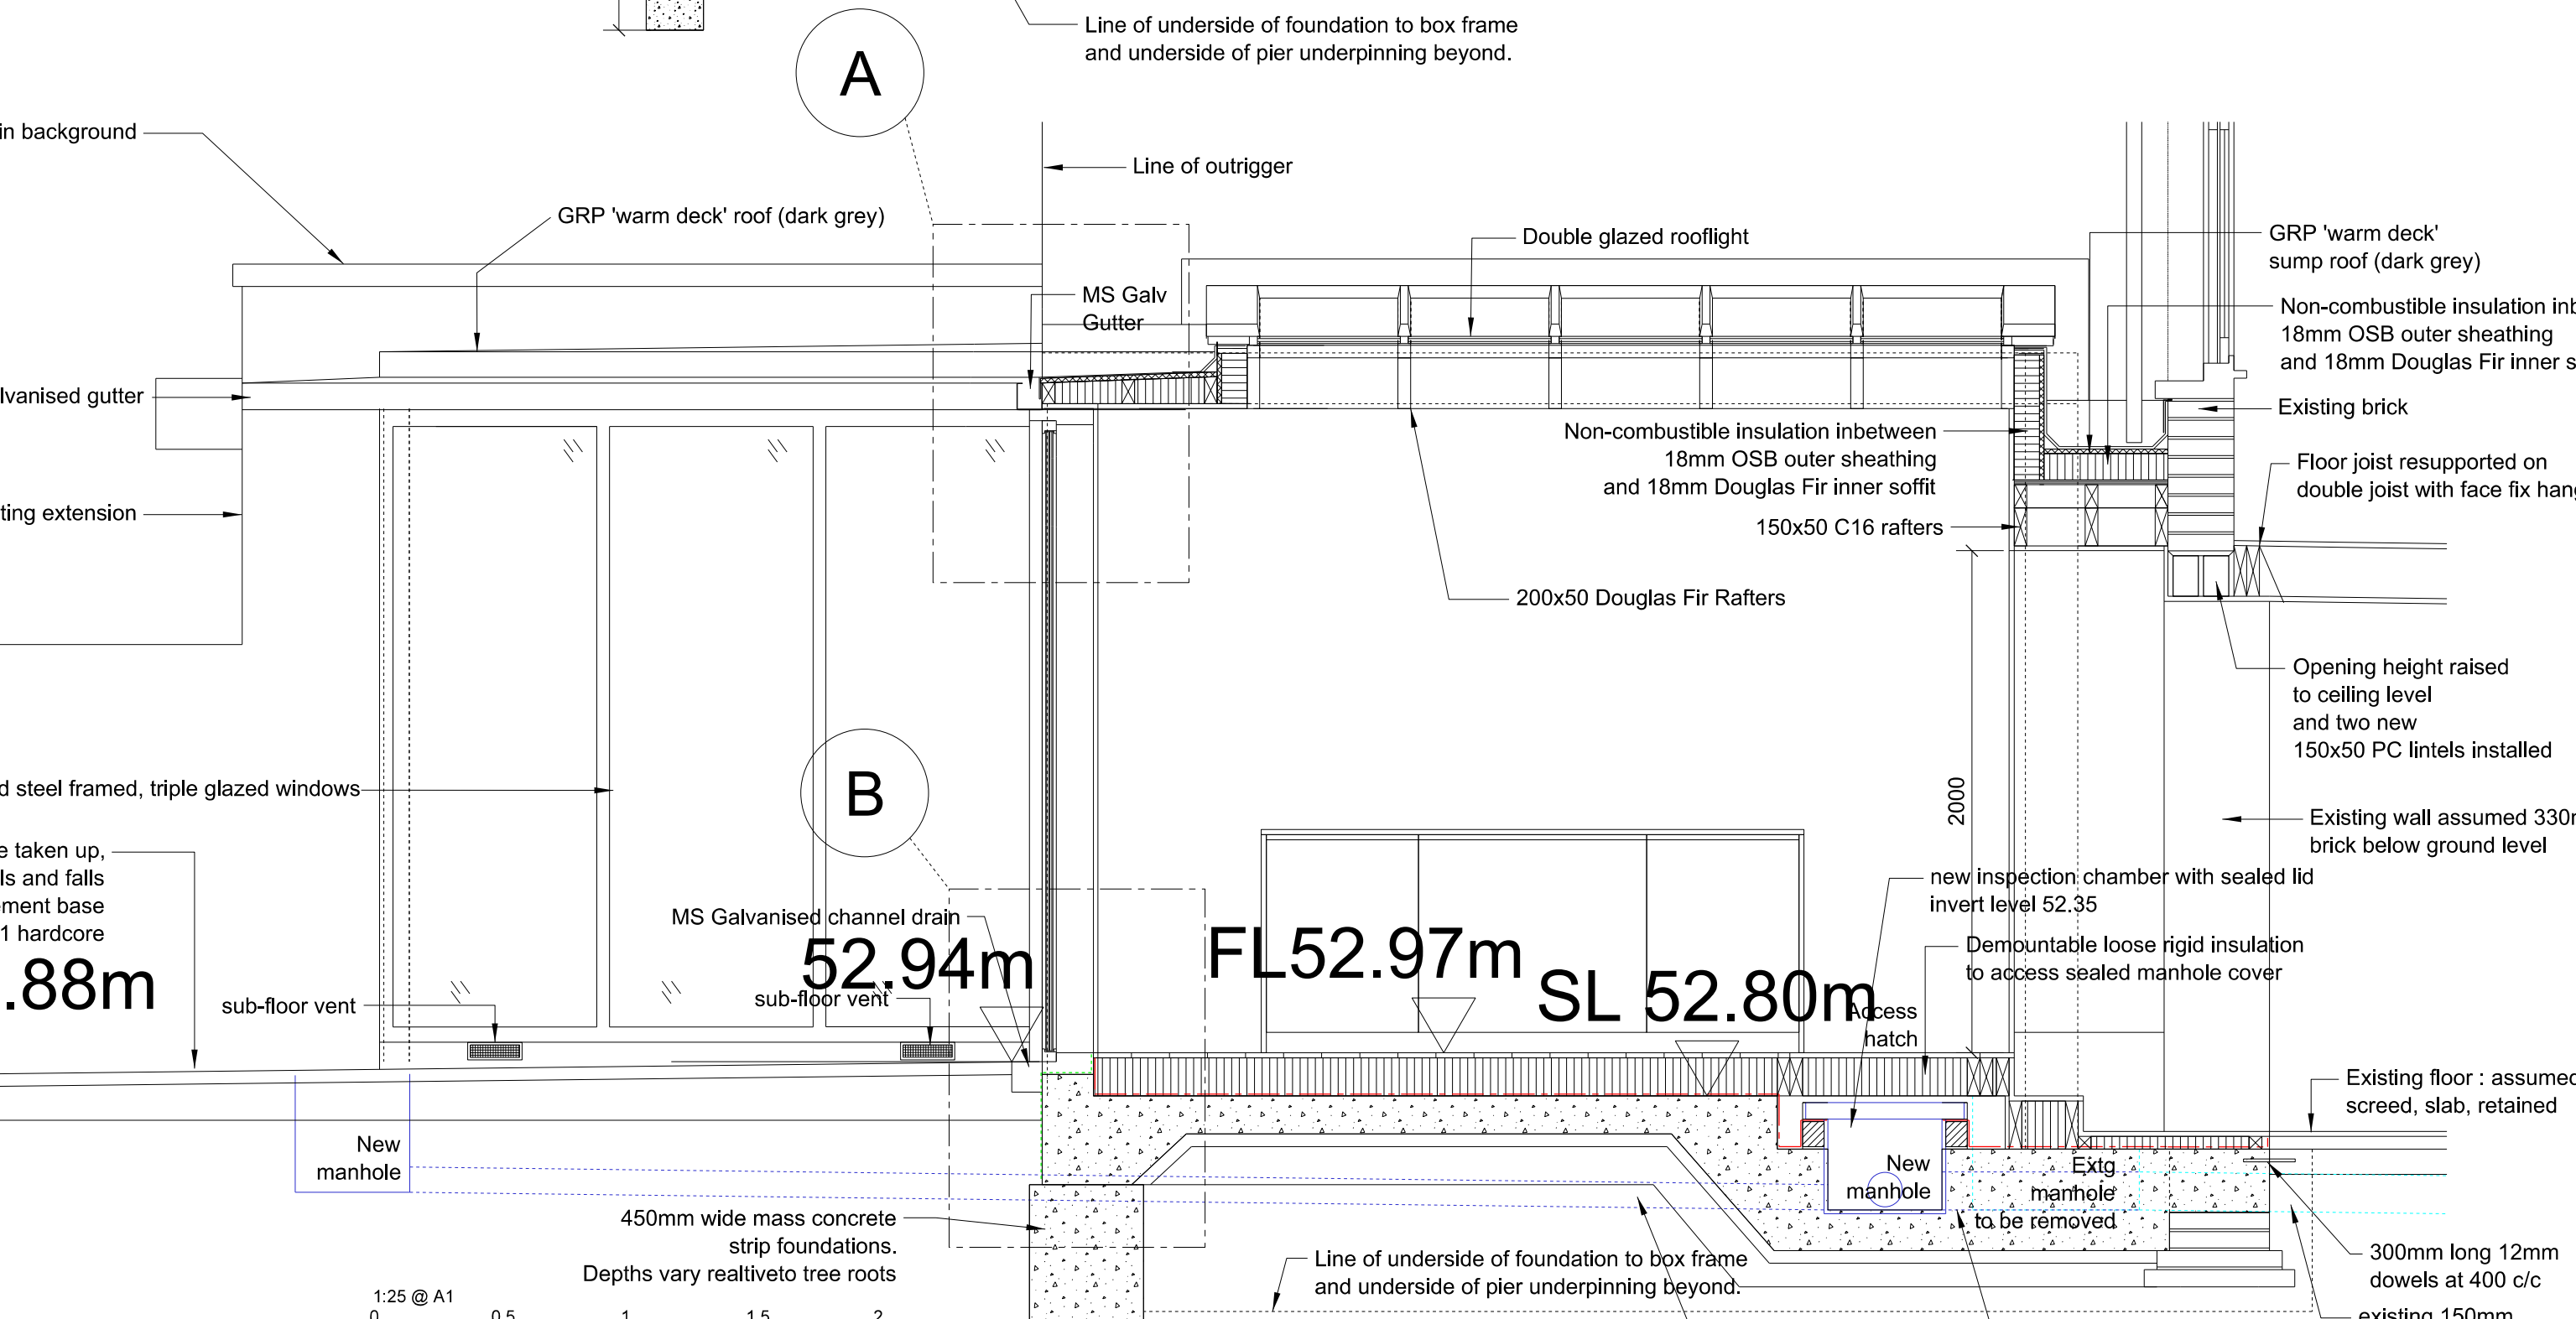 Line of underside of foundation to box frame
and underside of pier underpinning beyond.
A
in background
Line of outrigger
GRP 'warm deck' roof (dark grey)
Double glazed rooflight
GRP 'warm deck'
sump roof (dark grey)
MS Galv
Gutter
Non-combustible insulation inb
18mm OSB outer sheathing
and 18mm Douglas Fir inner s
lvanised gutter
Existing brick
Non-combustible insulation inbetween
18mm OSB outer sheathing
and 18mm Douglas Fir inner soffit
Floor joist resupported on
double joist with face fix hang
ting extension
150x50 C16 rafters
200x50 Douglas Fir Rafters
Opening height raised
to ceiling level
and two new
150x50 PC lintels installed
B
d steel framed, triple glazed windows
2000
Existing wall assumed 330m
brick below ground level
e taken up,
ls and falls
ement base
1 hardcore
.88m
new inspection chamber with sealed lid
invert level 52.35
MS Galvanised channel drain
52.94m
FL52.97m
SL 52.80m
Demountable loose rigid insulation
to access sealed manhole cover
sub-floor vent
sub-floor vent
Access
hatch
Existing floor : assumed
screed, slab, retained
New
manhole
New
manhole
Extg
manhole
to be removed
450mm wide mass concrete
strip foundations.
Depths vary realtiveto tree roots
Line of underside of foundation to box frame
and underside of pier underpinning beyond.
300mm long 12mm
dowels at 400 c/c
1:25 @ A1
0 0.5 1 1.5 2
existing 150mm